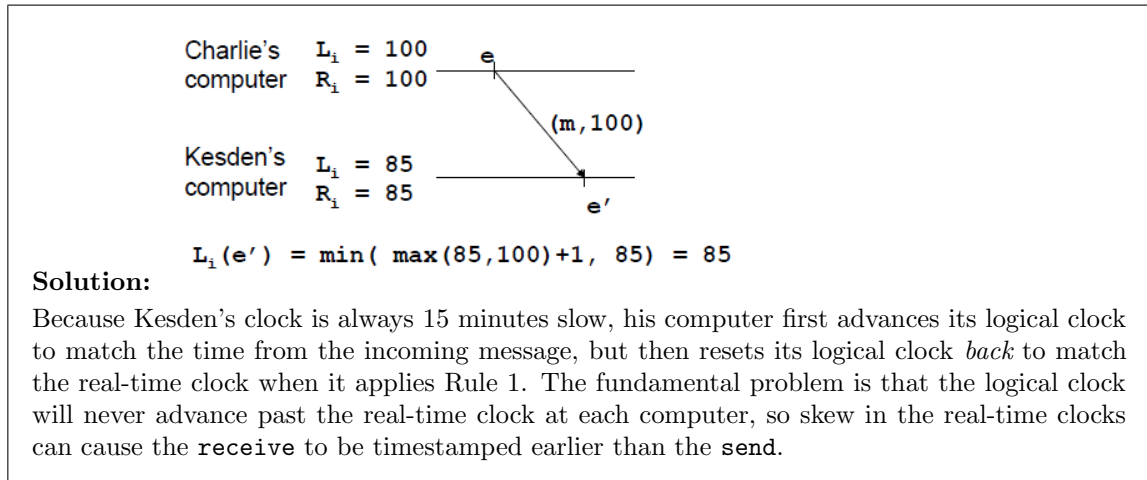 Charlie's computer L_i = 100
R_i = 100
e
(m,100)
Kesden's computer L_i = 85
R_i = 85
e'
L_i(e') = min( max(85,100)+1, 85) = 85
Solution:
Because Kesden's clock is always 15 minutes slow, his computer first advances its logical clock
to match the time from the incoming message, but then resets its logical clock back to match
the real-time clock when it applies Rule 1. The fundamental problem is that the logical clock
will never advance past the real-time clock at each computer, so skew in the real-time clocks
can cause the receive to be timestamped earlier than the send.